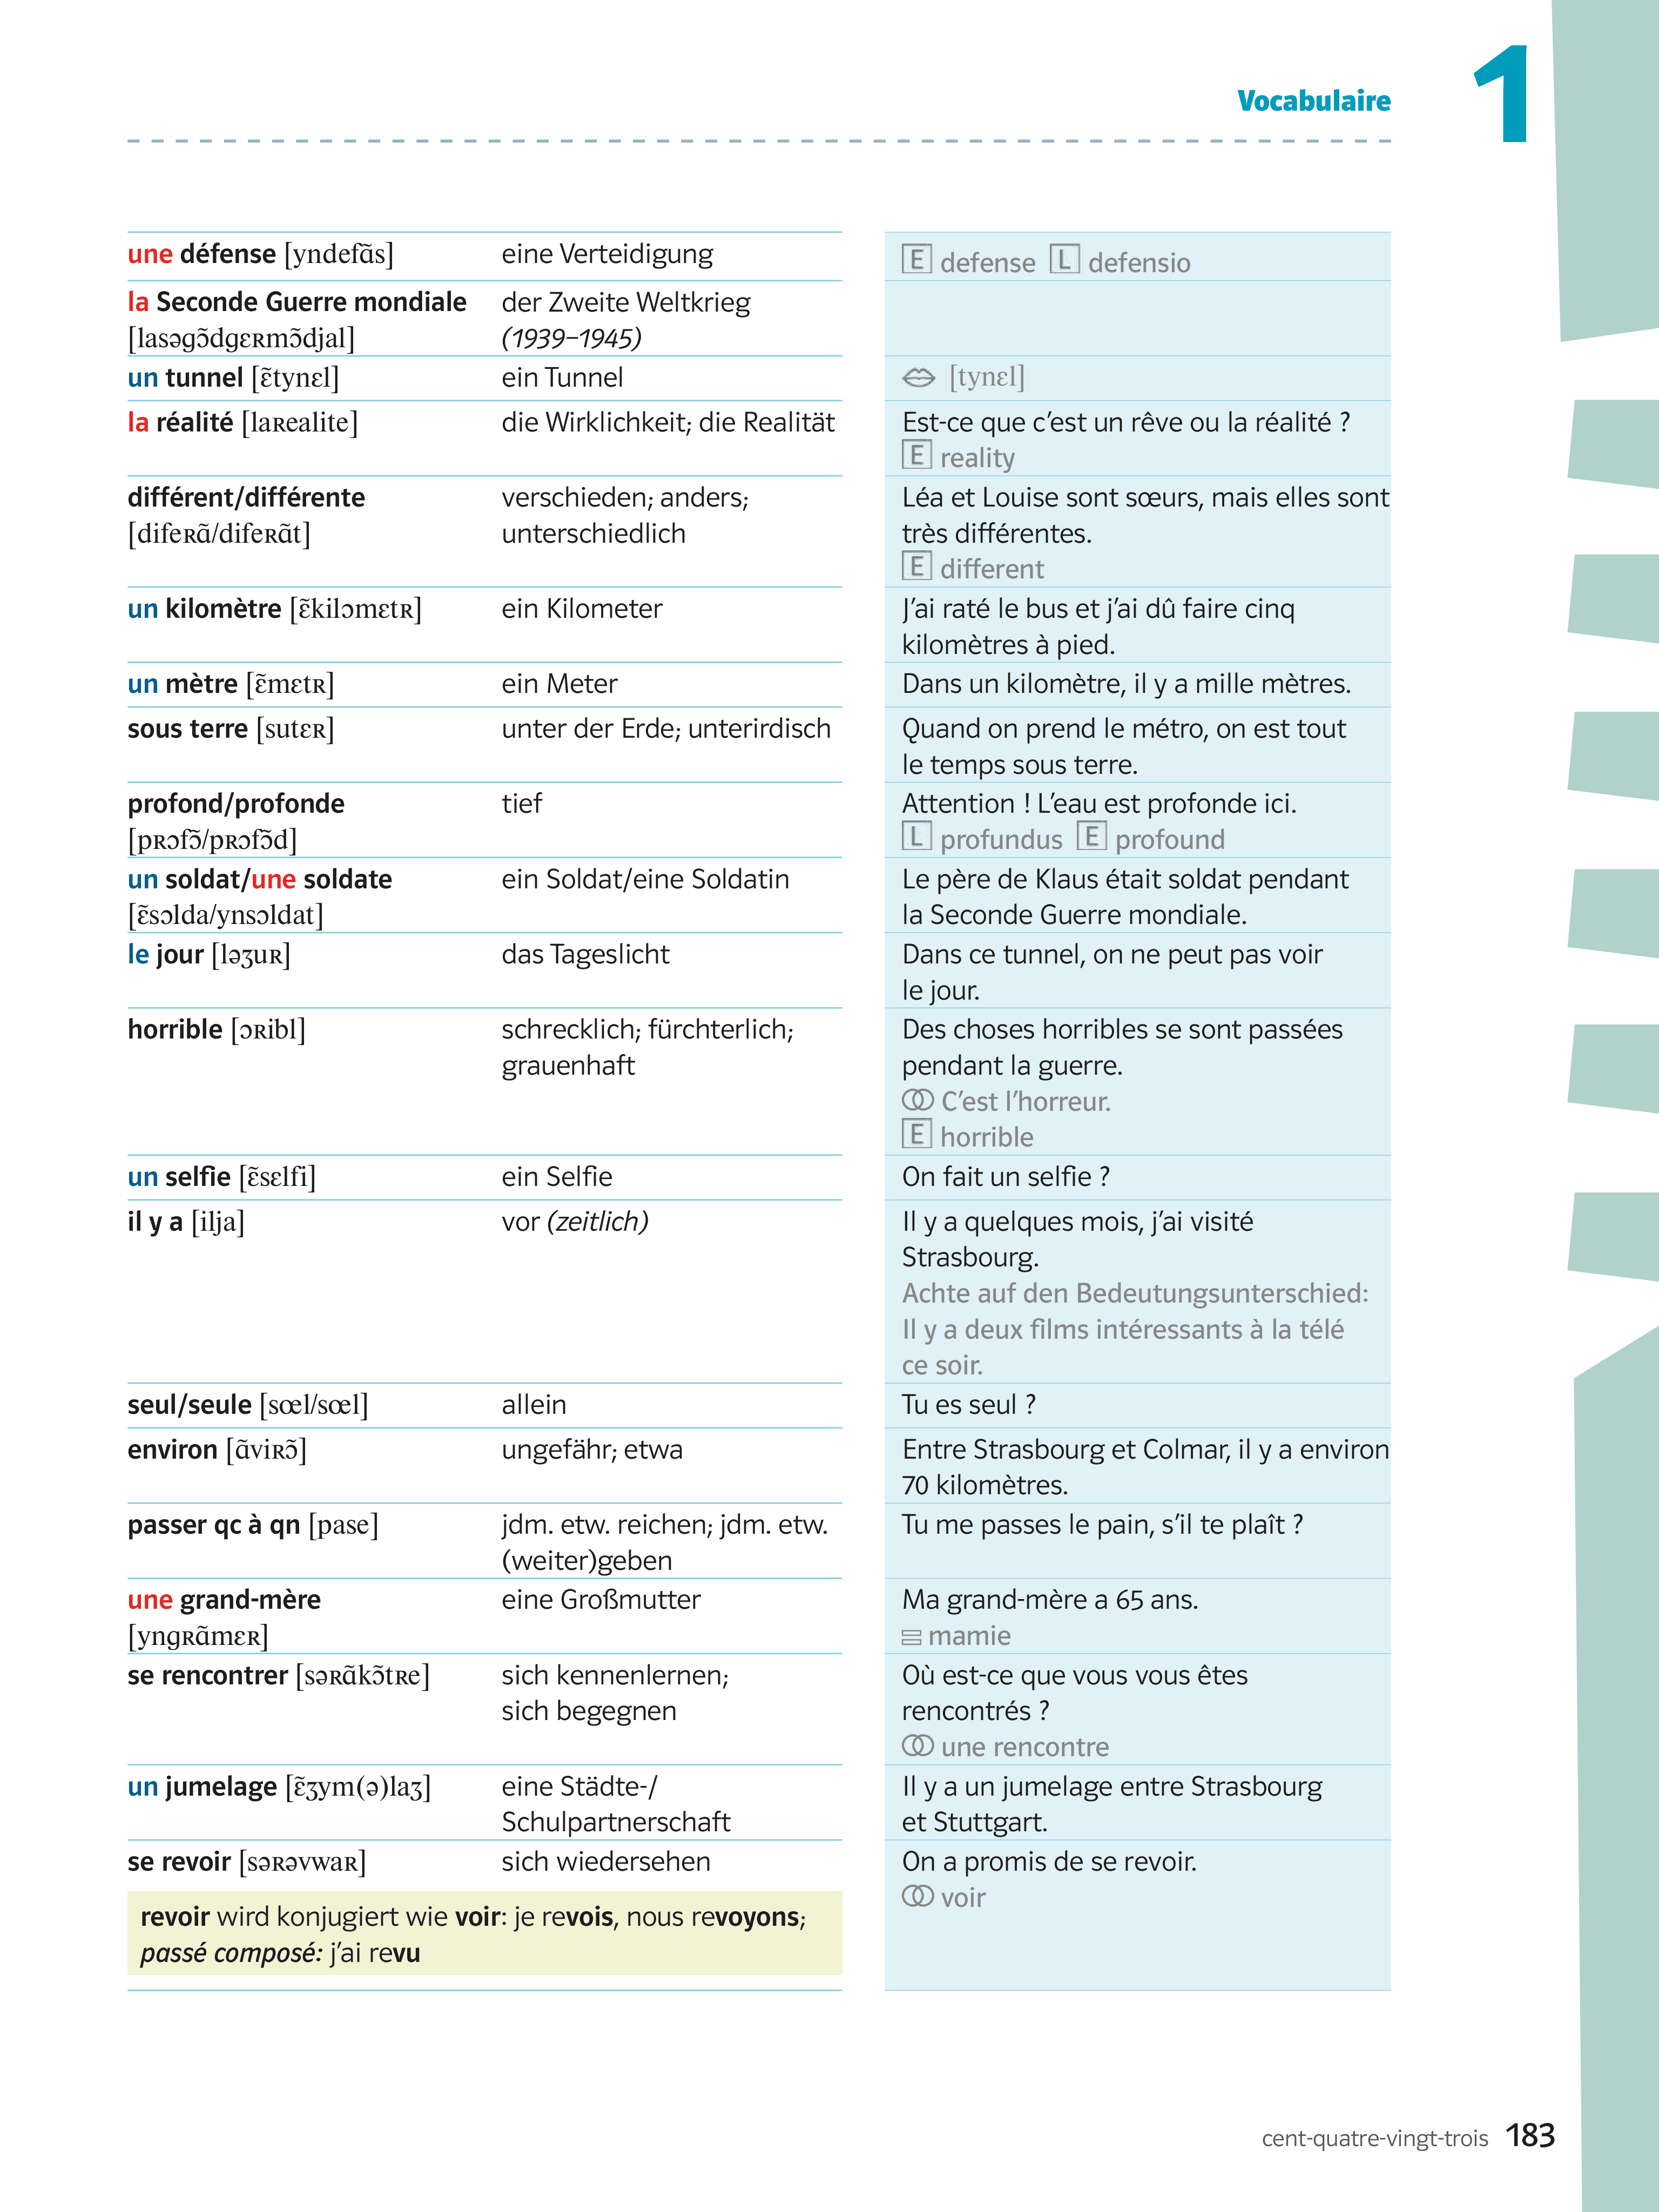 Vocabulaire
1
une défense [yndefɑ̃s] eine Verteidigung E defense L defensio
la Seconde Guerre mondiale der Zweite Weltkrieg
[lasəgɔ̃dgɛʀmɔ̃djal] (1939–1945)
un tunnel [ɛ̃tynɛl] ein Tunnel [tynɛl]
la réalité [laʀealite] die Wirklichkeit; die Realität Est-ce que c’est un rêve ou la réalité ?
E reality
différent/différente verschieden; anders; Léa et Louise sont sœurs, mais elles sont
[difeʀɑ̃/difeʀɑ̃t] unterschiedlich très différentes.
E different
un kilomètre [ɛ̃kilɔmɛtʀ] ein Kilometer J’ai raté le bus et j’ai dû faire cinq
kilomètres à pied.
un mètre [ɛ̃mɛtʀ] ein Meter Dans un kilomètre, il y a mille mètres.
sous terre [sutɛʀ] unter der Erde; unterirdisch Quand on prend le métro, on est tout
le temps sous terre.
profond/profonde tief Attention ! L’eau est profonde ici.
[pʀɔfɔ̃/pʀɔfɔ̃d] L profundus E profound
un soldat/une soldate ein Soldat/eine Soldatin Le père de Klaus était soldat pendant
[ɛ̃sɔlda/ynsɔldat] la Seconde Guerre mondiale.
le jour [ləʒuʀ] das Tageslicht Dans ce tunnel, on ne peut pas voir
le jour.
horrible [ɔʀibl] schrecklich; fürchterlich; Des choses horribles se sont passées
grauenhaft pendant la guerre.
C’est l’horreur.
E horrible
un selfie [ɛ̃sɛlfi] ein Selfie On fait un selfie ?
il y a [ilja] vor (zeitlich) Il y a quelques mois, j’ai visité
Strasbourg.
Achte auf den Bedeutungsunterschied:
Il y a deux films intéressants à la télé
ce soir.
seul/seule [sœl/sœl] allein Tu es seul ?
environ [ɑ̃viʀɔ̃] ungefähr; etwa Entre Strasbourg et Colmar, il y a environ
70 kilomètres.
passer qc à qn [pase] jdm. etw. reichen; jdm. etw. Tu me passes le pain, s’il te plaît ?
(weiter)geben
une grand-mère eine Großmutter Ma grand-mère a 65 ans.
[yngʀɑ̃mɛʀ] = mamie
se rencontrer [səʀɑ̃kɔ̃tʀe] sich kennenlernen; Où est-ce que vous vous êtes
sich begegnen rencontrés ?
une rencontre
un jumelage [ɛ̃ʒym(ə)laʒ] eine Städte-/ Il y a un jumelage entre Strasbourg
Schulpartnerschaft et Stuttgart.
se revoir [səʀəvwaʀ] sich wiedersehen On a promis de se revoir.
voir
revoir wird konjugiert wie voir: je revois, nous revoyons;
passé composé: j’ai revu
cent-quatre-vingt-trois 183